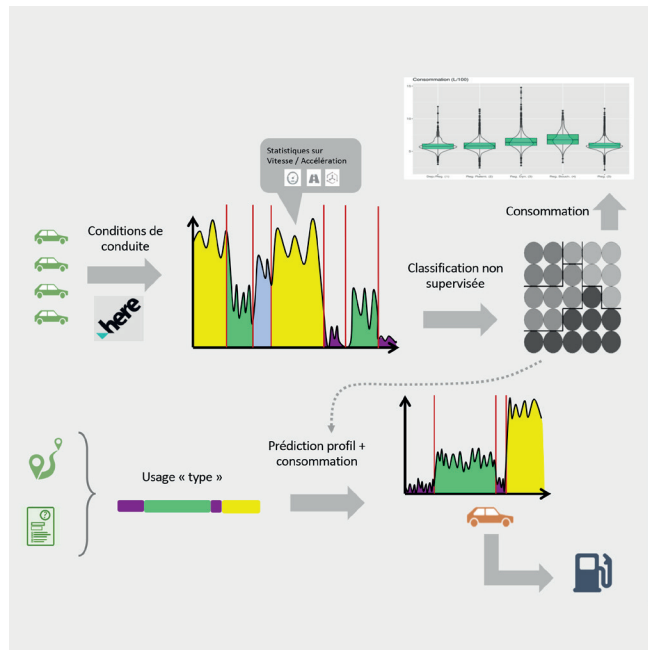 Consommation (L/100)
Statistiques sur
Vitesse / Accélération
Conditions de
conduite
here
Consommation
Classification non
supervisée
Prédiction profil +
consommation
Usage « type »
?